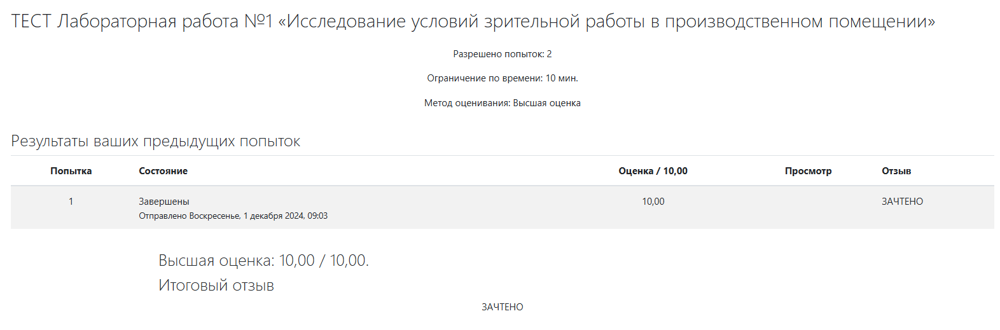 ТЕСТ Лабораторная работа №1 «Исследование условий зрительной работы в производственном помещении»
Разрешено попыток: 2
Ограничение по времени: 10 мин.
Метод оценивания: Высшая оценка
Результаты ваших предыдущих попыток
Попытка Состояние Оценка / 10,00 Просмотр Отзыв
1 Завершены 10,00 ЗАЧТЕНО
Отправлено Воскресенье, 1 декабря 2024, 09:03
Высшая оценка: 10,00 / 10,00.
Итоговый отзыв
ЗАЧТЕНО